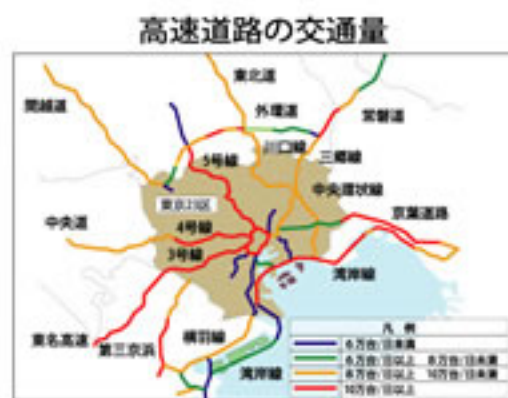 高速道路の交通量
東北道
関越道
外環道
常磐道
川口線
三郷線
5号線
中央環状線
東京23区
京葉道路
中央道
4号線
3号線
湾岸線
東名高速
第三京浜
横羽線
湾岸線
凡 例
6万台/日未満
6万台/日以上 8万台/日未満
8万台/日以上 10万台/日未満
10万台/日以上